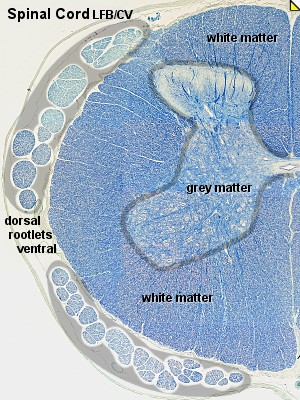 Spinal Cord LFB/CV
white matter
grey matter
dorsal
rootlets
ventral
white matter